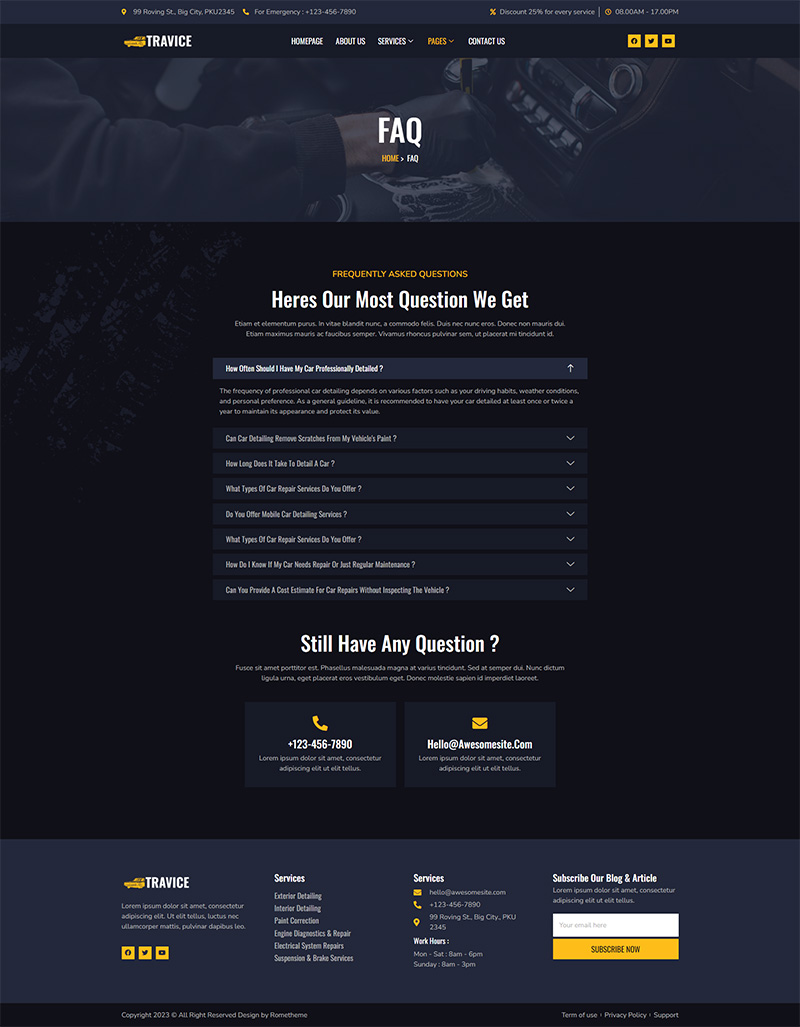 99 Roving St., Big City, PKU2345
For Emergency : +123-456-7890
Discount 25% for every service
08.00AM - 17.00PM
TRAVICE
HOMEPAGE
ABOUT US
SERVICES
PAGES
CONTACT US
FAQ
HOME > FAQ
FREQUENTLY ASKED QUESTIONS
Heres Our Most Question We Get
Etiam et elementum purus. In vitae blandit nunc, a commodo felis. Duis nec nunc eros. Donec non mauris dui.
Etiam maximus mauris ac faucibus semper. Vivamus rhoncus pulvinar sem, ut placerat mi tincidunt id.
How Often Should I Have My Car Professionally Detailed ?
The frequency of professional car detailing depends on various factors such as your driving habits, weather conditions,
and personal preference. As a general guideline, it is recommended to have your car detailed at least once or twice a
year to maintain its appearance and protect its value.
Can Car Detailing Remove Scratches From My Vehicle's Paint ?
How Long Does It Take To Detail A Car ?
What Types Of Car Repair Services Do You Offer ?
Do You Offer Mobile Car Detailing Services ?
What Types Of Car Repair Services Do You Offer ?
How Do I Know If My Car Needs Repair Or Just Regular Maintenance ?
Can You Provide A Cost Estimate For Car Repairs Without Inspecting The Vehicle ?
Still Have Any Question ?
Fusce sit amet porttitor est. Phasellus malesuada magna at varius tincidunt. Sed at semper dui. Nunc dictum
ligula urna, eget placerat eros vestibulum eget. Donec molestie sapien id imperdiet laoreet.
+123-456-7890
Lorem ipsum dolor sit amet, consectetur
adipiscing elit ut elit tellus.
Hello@Awesomesite.Com
Lorem ipsum dolor sit amet, consectetur
adipiscing elit ut elit tellus.
TRAVICE
Lorem ipsum dolor sit amet, consectetur
adipiscing elit. Ut elit tellus, luctus nec
ullamcorper mattis, pulvinar dapibus leo.
Services
Exterior Detailing
Interior Detailing
Paint Correction
Engine Diagnostics & Repair
Electrical System Repairs
Suspension & Brake Services
Services
hello@awesomesite.com
+123-456-7890
99 Roving St., Big City,, PKU
2345
Work Hours :
Mon - Sat : 8am - 6pm
Sunday : 8am - 3pm
Subscribe Our Blog & Article
Lorem ipsum dolor sit amet, consectetur
adipiscing elit ut elit tellus.
Your email here
SUBSCRIBE NOW
Copyright 2023 © All Right Reserved Design by Rometheme
Term of use
Privacy Policy
Support